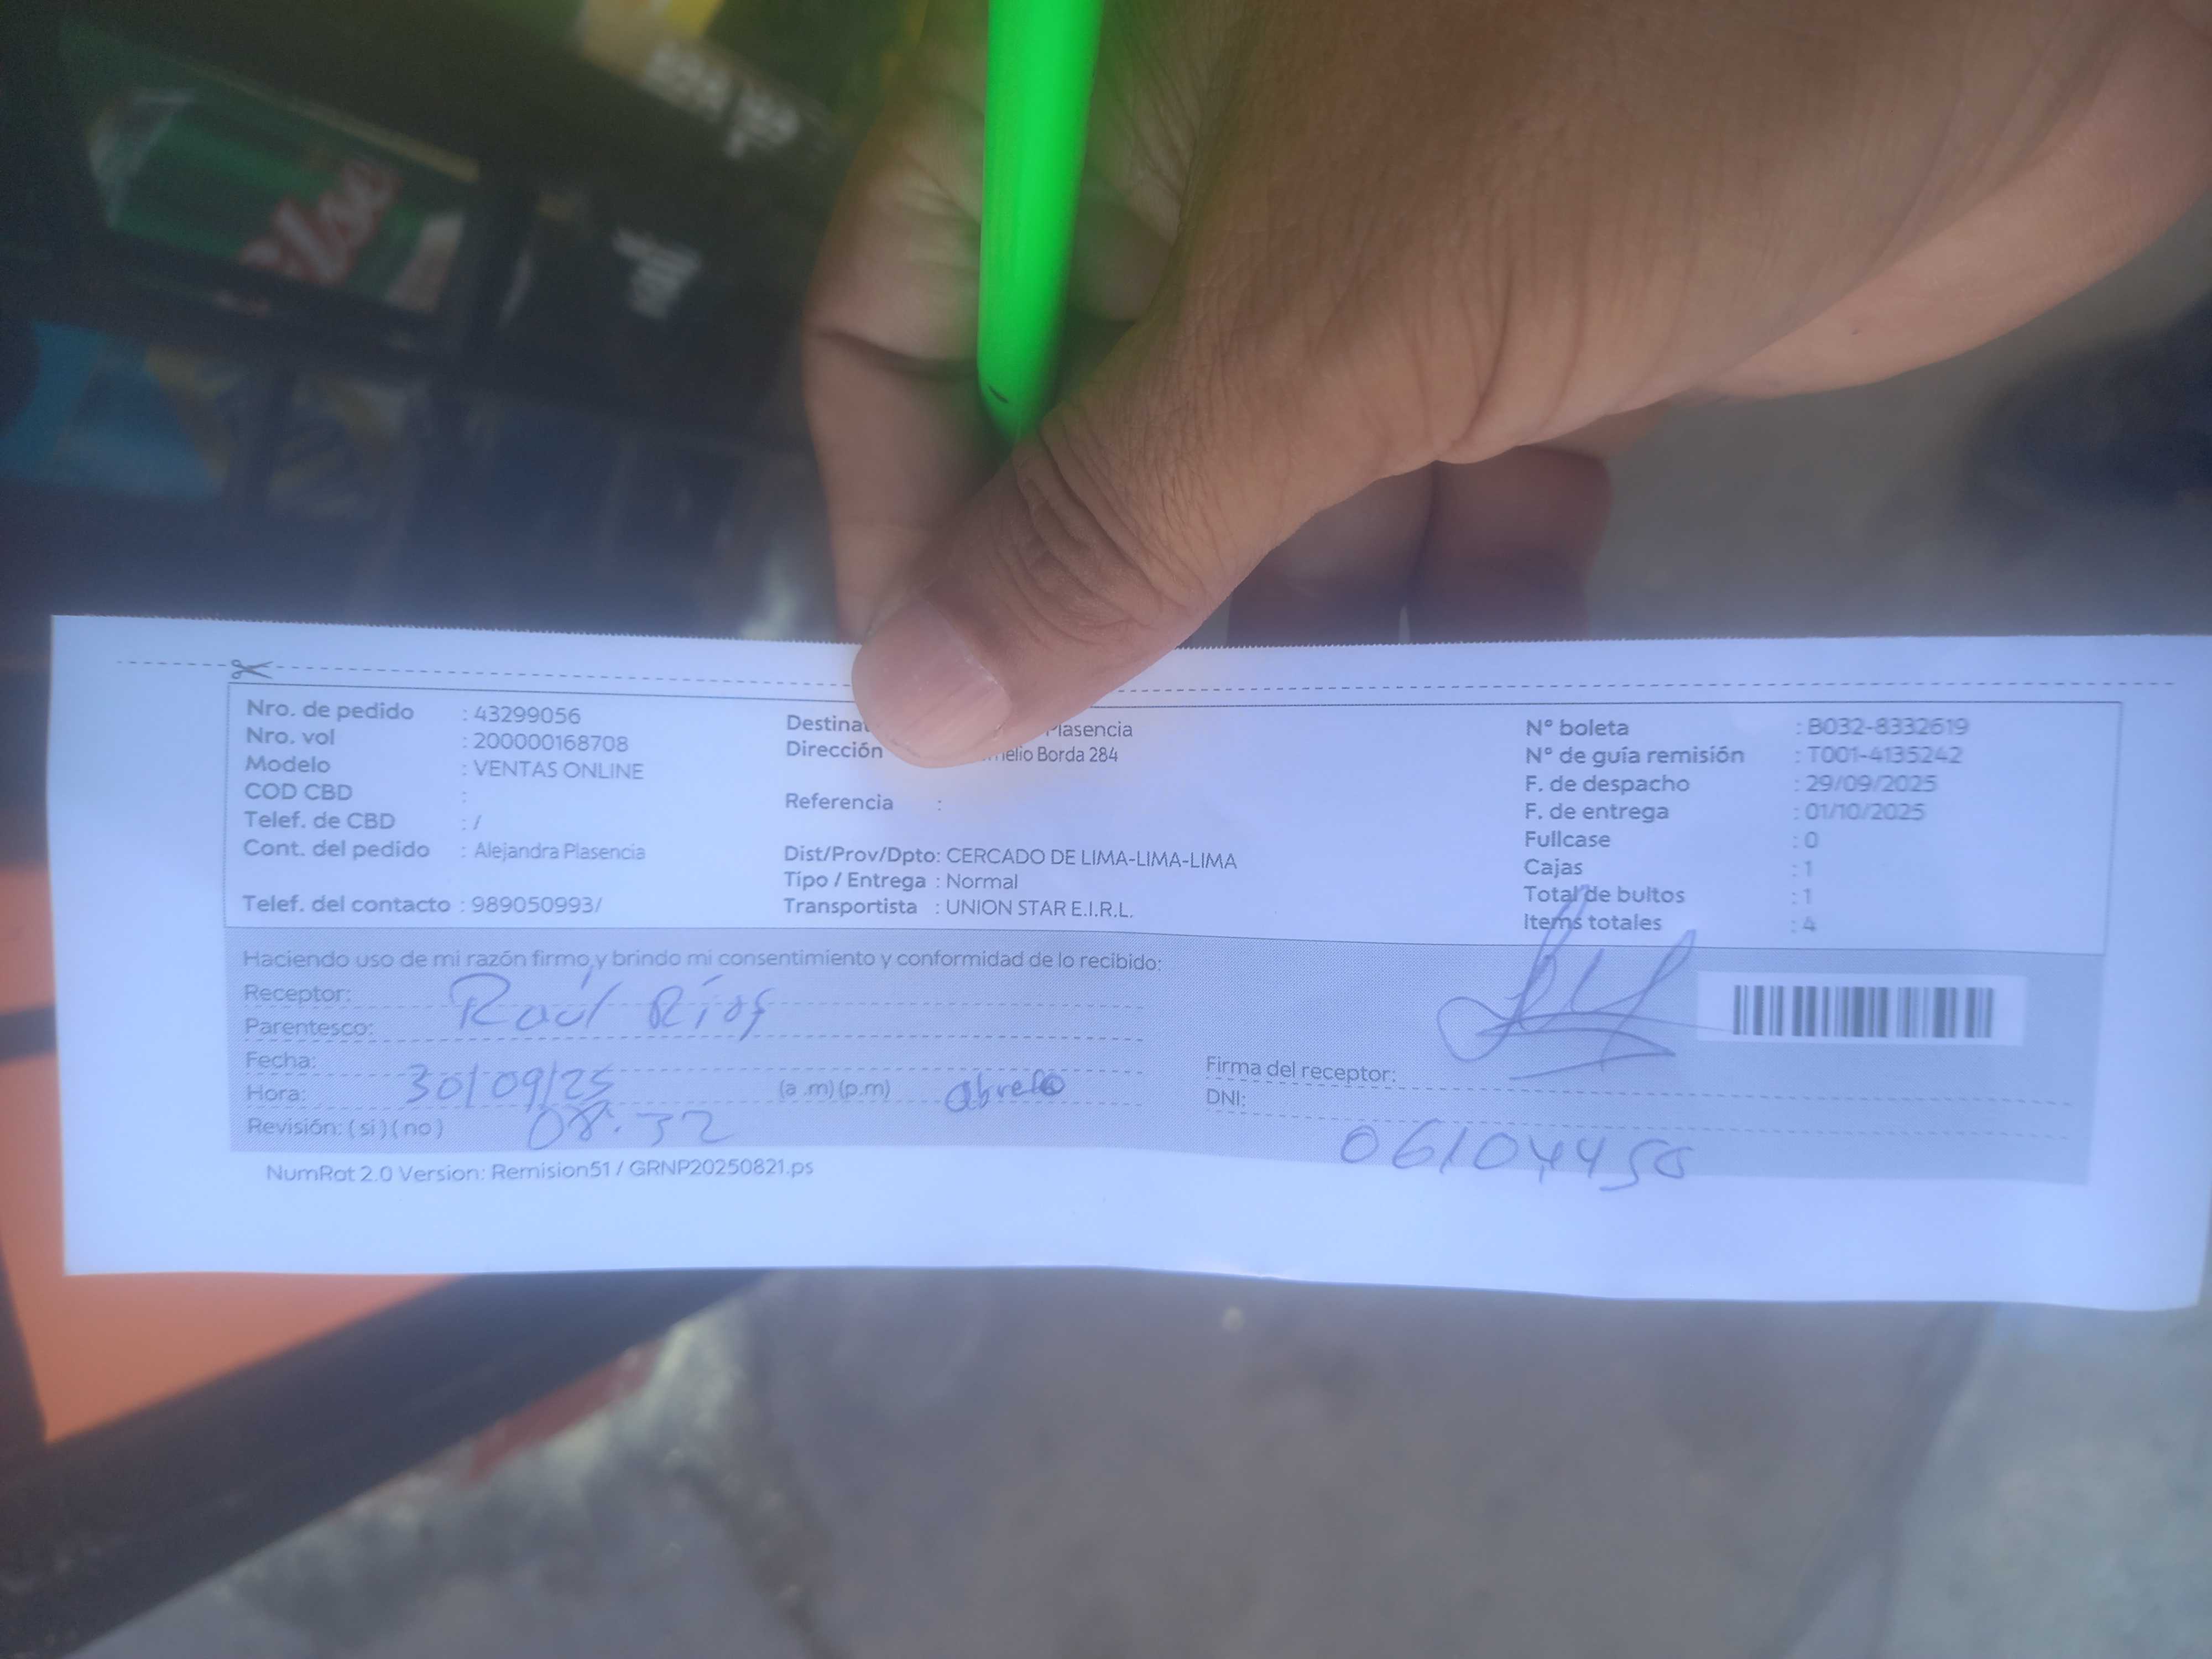 Nro. de pedido : 43299056
Nro. vol : 200000168708
Modelo : VENTAS ONLINE
COD CBD :
Telef. de CBD : /
Cont. del pedido : Alejandra Plasencia
Telef. del contacto : 989050993/
Plasencia
Dirección Borda 284
Referencia :
Dist/Prov/Dpto: CERCADO DE LIMA-LIMA-LIMA
Tipo / Entrega : Normal
Transportista : UNION STAR E.I.R.L.
N° boleta : B032-8332619
N° de guía remisión : T001-4135242
F. de despacho : 29/09/2025
F. de entrega : 01/10/2025
Fullcase : 0
Cajas : 1
Total de bultos : 1
Items totales : 4
Haciendo uso de mi razón firmo y brindo mi consentimiento y conformidad de lo recibido:
Receptor: Raúl Ríos
Parentesco:
Fecha: 30/09/25
Hora: 08:32 (a .m) (p.m) abuelo
Revisión: ( si ) ( no )
Firma del receptor:
DNI:
NumRot 2.0 Version: Remision51 / GRNP20250821.ps